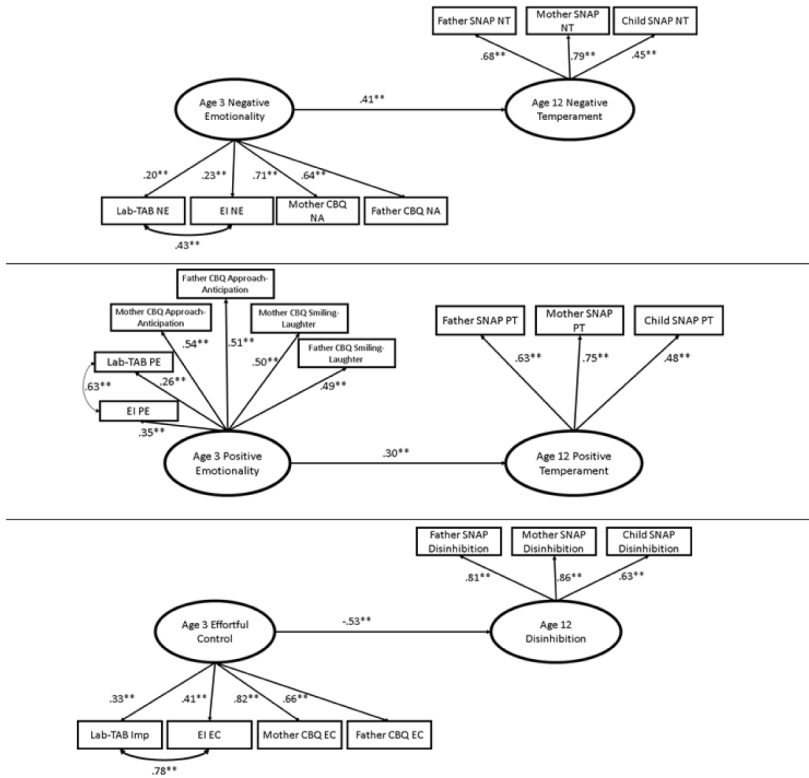 Father SNAP NT
Mother SNAP
NT
Child SNAP NT
.68**
.79**
.45**
Age 3 Negative
Emotionality
.41**
Age 12 Negative
Temperament
.20**
.23**
.71**
.64**
Lab-TAB NE
EI NE
Mother CBQ
NA
Father CBQ NA
.43**
Father CBQ Approach-
Anticipation
Mother CBQ Approach-
Anticipation
Mother CBQ Smiling-
Laughter
Father CBQ Smiling-
Laughter
Father SNAP PT
Mother SNAP
PT
Child SNAP PT
.54**
.51**
.50**
.49**
Lab-TAB PE
.63**
.26**
EI PE
.35**
.63**
.75**
.48**
Age 3 Positive
Emotionality
.30**
Age 12 Positive
Temperament
Father SNAP
Disinhibition
Mother SNAP
Disinhibition
Child SNAP
Disinhibition
.81**
.86**
.63**
Age 3 Effortful
Control
-.53**
Age 12
Disinhibition
.33**
.41**
.82**
.66**
Lab-TAB Imp
EI EC
Mother CBQ EC
Father CBQ EC
.78**